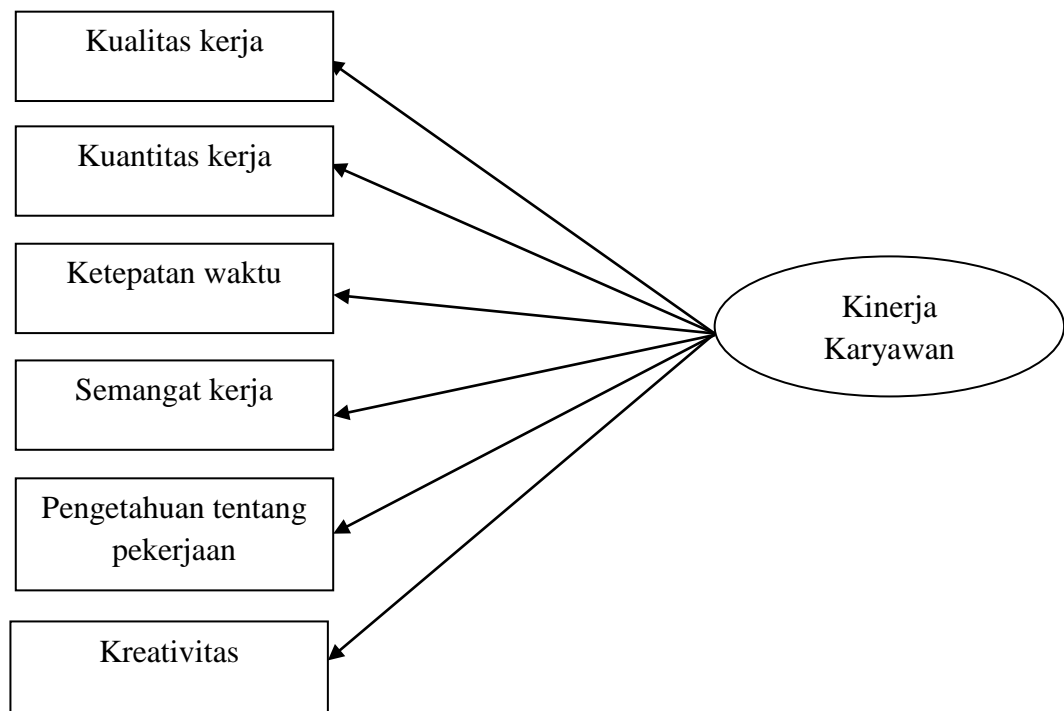 Kualitas kerja
Kuantitas kerja
Ketepatan waktu
Semangat kerja
Pengetahuan tentang
pekerjaan
Kreativitas
Kinerja
Karyawan